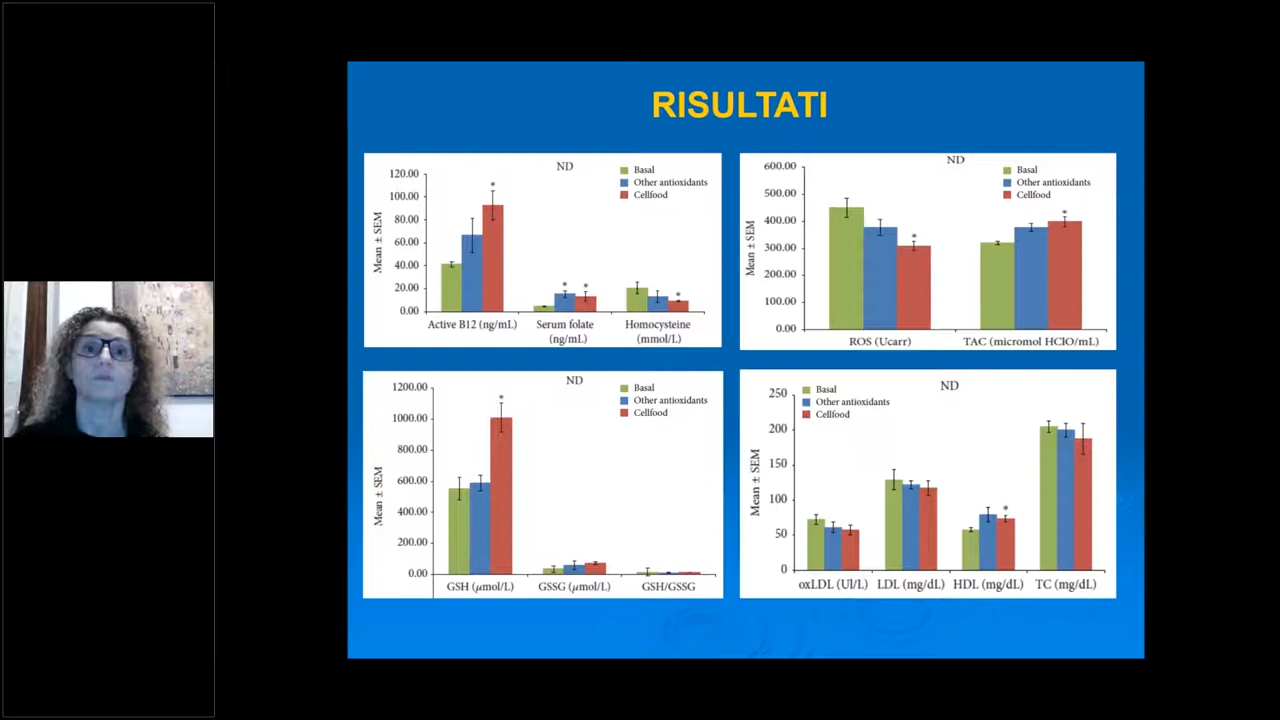 RISULTATI
ND
Basal
Other antioxidants
Cellfood
120.00
100.00
80.00
60.00
40.00
20.00
0.00
Mean ± SEM
*
* *
*
Active B12 (ng/mL)
Serum folate
(ng/mL)
Homocysteine
(mmol/L)
ND
Basal
Other antioxidants
Cellfood
600.00
500.00
400.00
300.00
200.00
100.00
0.00
Mean ± SEM
*
*
ROS (Ucarr)
TAC (micromol HClO/mL)
ND
Basal
Other antioxidants
Cellfood
1200.00
1000.00
800.00
600.00
400.00
200.00
0.00
Mean ± SEM
*
GSH (μmol/L)
GSSG (μmol/L)
GSH/GSSG
ND
Basal
Other antioxidants
Cellfood
250
200
150
100
50
0
Mean ± SEM
*
oxLDL (Ul/L)
LDL (mg/dL)
HDL (mg/dL)
TC (mg/dL)